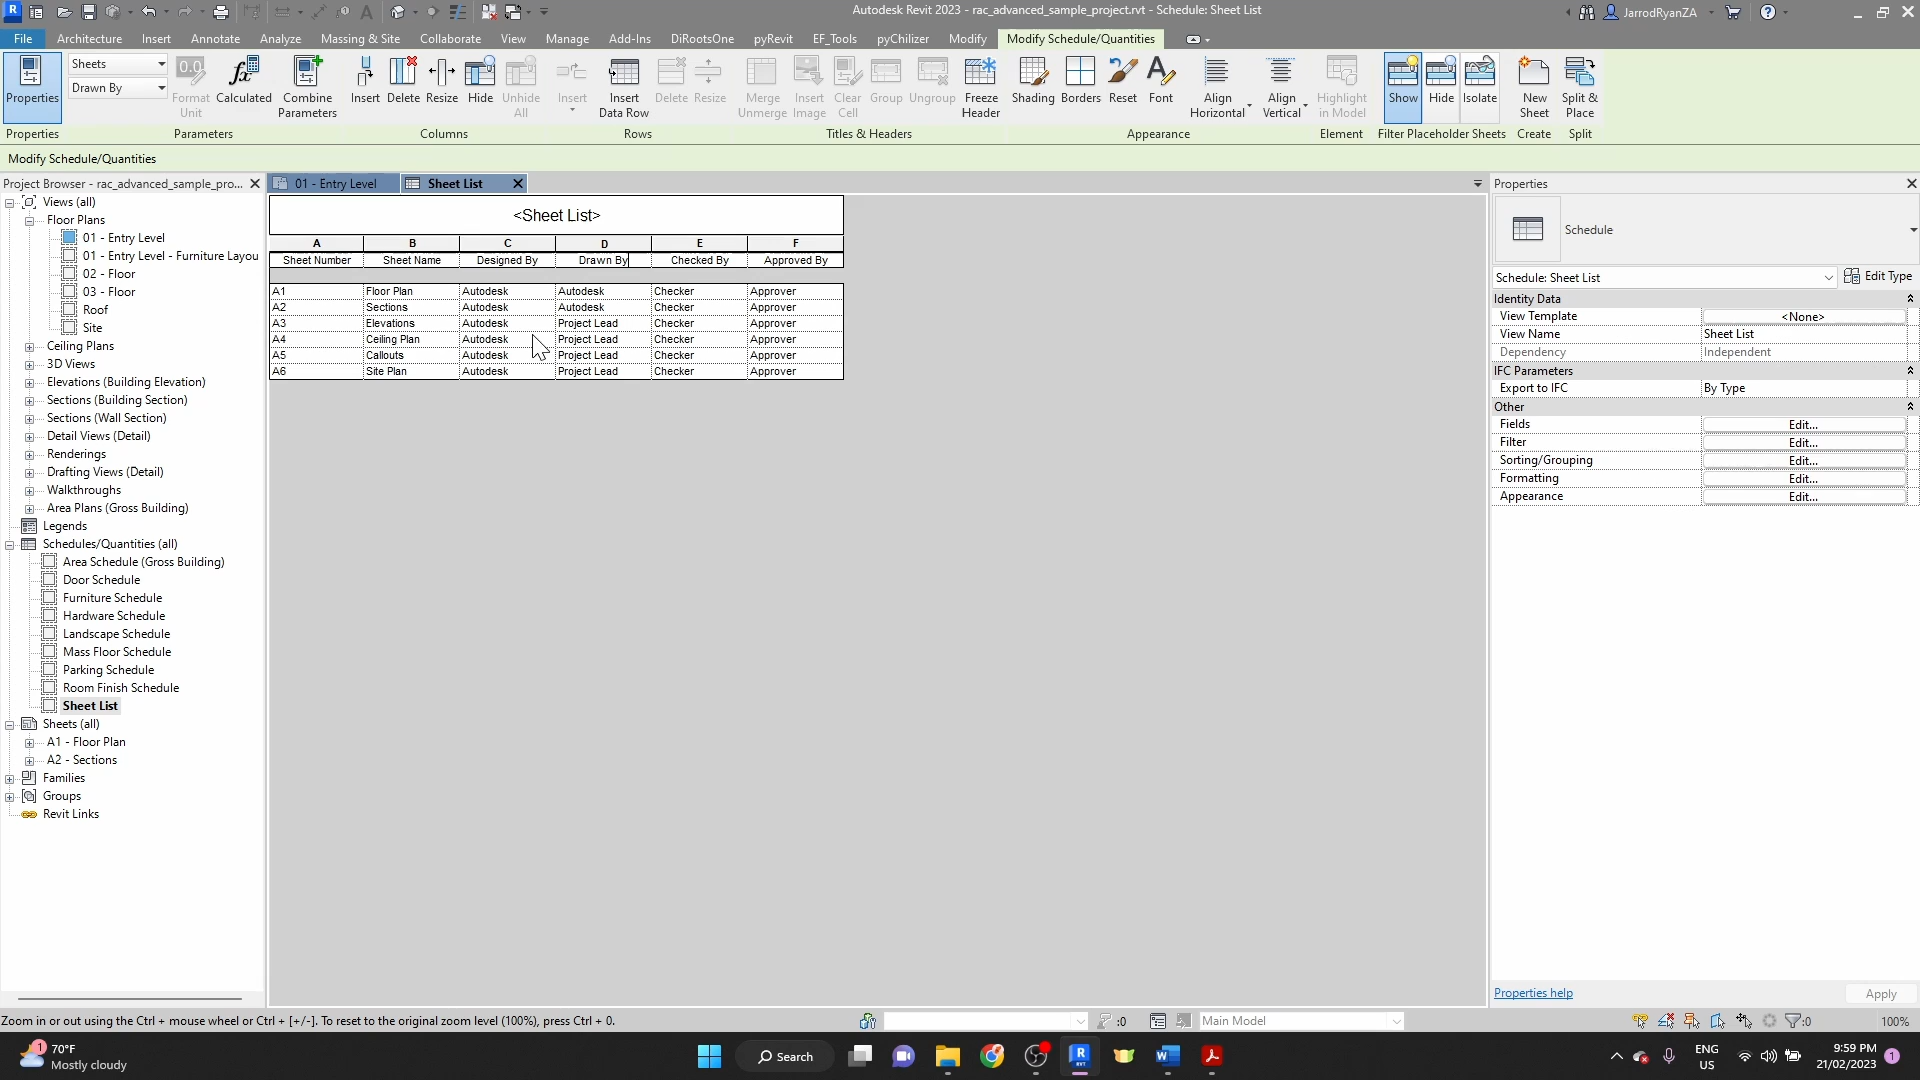 Autodesk Revit 2023 - rac_advanced_sample_project.rvt - Schedule: Sheet List
JarrodRyanZA
File Architecture Insert Annotate Analyze Massing & Site Collaborate View Manage Add-Ins DiRootsOne pyRevit EF_Tools pyChilizer Modify Modify Schedule/Quantities
Properties
Sheets
Drawn By
0.0
Format Unit
Calculated
Combine Parameters
Insert
Delete
Resize
Hide
Unhide All
Insert
Insert Data Row
Delete
Resize
Merge Unmerge
Insert Image
Clear Cell
Group
Ungroup
Freeze Header
Shading
Borders
Reset
Font
Align Horizontal
Align Vertical
Highlight in Model
Show
Hide
Isolate
New Sheet
Split & Place
Properties Parameters Columns Rows Titles & Headers Appearance Element Filter Placeholder Sheets Create Split
Modify Schedule/Quantities
Project Browser - rac_advanced_sample_pro...
Views (all)
Floor Plans
01 - Entry Level
01 - Entry Level - Furniture Layou
02 - Floor
03 - Floor
Roof
Site
Ceiling Plans
3D Views
Elevations (Building Elevation)
Sections (Building Section)
Sections (Wall Section)
Detail Views (Detail)
Renderings
Drafting Views (Detail)
Walkthroughs
Area Plans (Gross Building)
Legends
Schedules/Quantities (all)
Area Schedule (Gross Building)
Door Schedule
Furniture Schedule
Hardware Schedule
Landscape Schedule
Mass Floor Schedule
Parking Schedule
Room Finish Schedule
Sheet List
Sheets (all)
A1 - Floor Plan
A2 - Sections
Families
Groups
Revit Links
01 - Entry Level
Sheet List
<Sheet List>
A B C D E F
Sheet Number Sheet Name Designed By Drawn By Checked By Approved By
A1 Floor Plan Autodesk Autodesk Checker Approver
A2 Sections Autodesk Autodesk Checker Approver
A3 Elevations Autodesk Project Lead Checker Approver
A4 Ceiling Plan Autodesk Project Lead Checker Approver
A5 Callouts Autodesk Project Lead Checker Approver
A6 Site Plan Autodesk Project Lead Checker Approver
Properties
Schedule
Schedule: Sheet List
Edit Type
Identity Data
View Template <None>
View Name Sheet List
Dependency Independent
IFC Parameters
Export to IFC By Type
Other
Fields Edit...
Filter Edit...
Sorting/Grouping Edit...
Formatting Edit...
Appearance Edit...
Properties help
Apply
Zoom in or out using the Ctrl + mouse wheel or Ctrl + [+/-]. To reset to the original zoom level (100%), press Ctrl + 0.
:0
Main Model
:0
100%
1
70°F
Mostly cloudy
Search
ENG
US
9:59 PM
21/02/2023
1